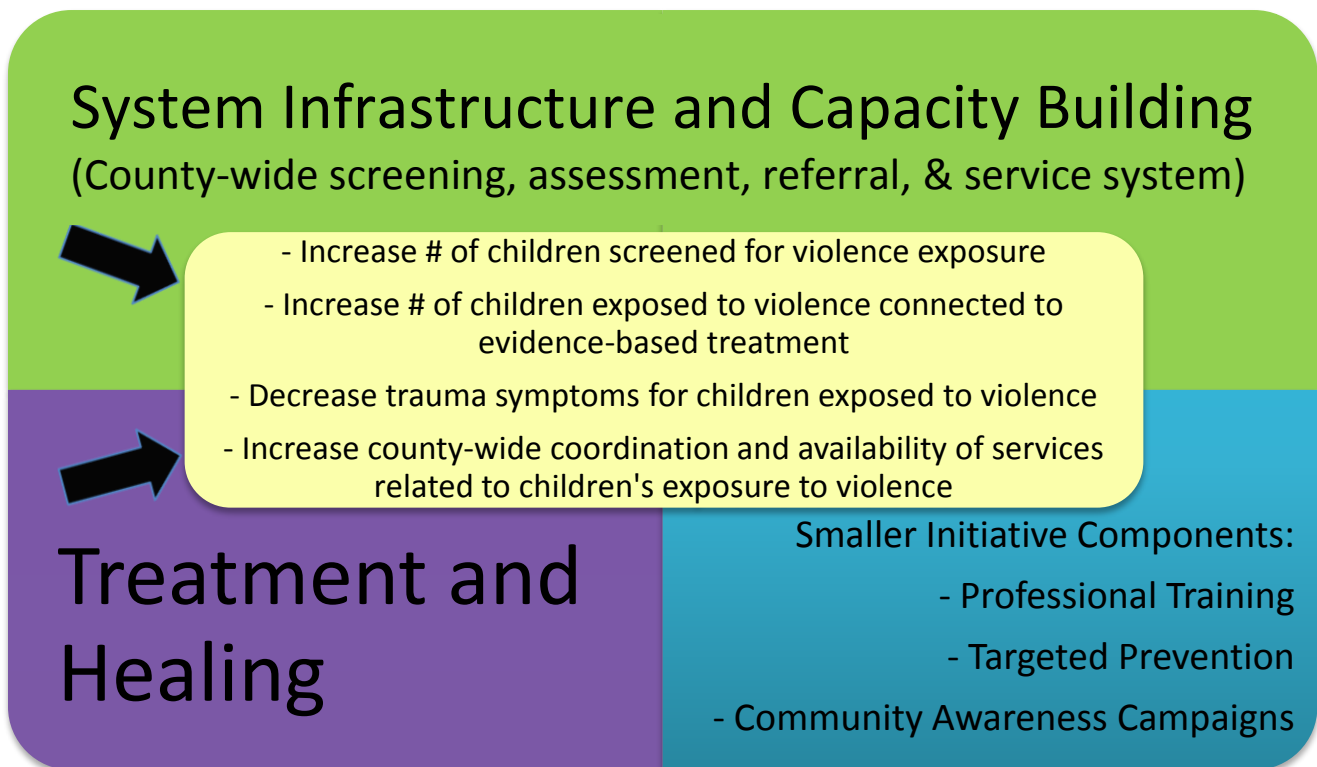 System Infrastructure and Capacity Building
(County-wide screening, assessment, referral, & service system)
- Increase # of children screened for violence exposure
- Increase # of children exposed to violence connected to
evidence-based treatment
- Decrease trauma symptoms for children exposed to violence
- Increase county-wide coordination and availability of services
related to children's exposure to violence
Treatment and
Healing
Smaller Initiative Components:
- Professional Training
- Targeted Prevention
- Community Awareness Campaigns